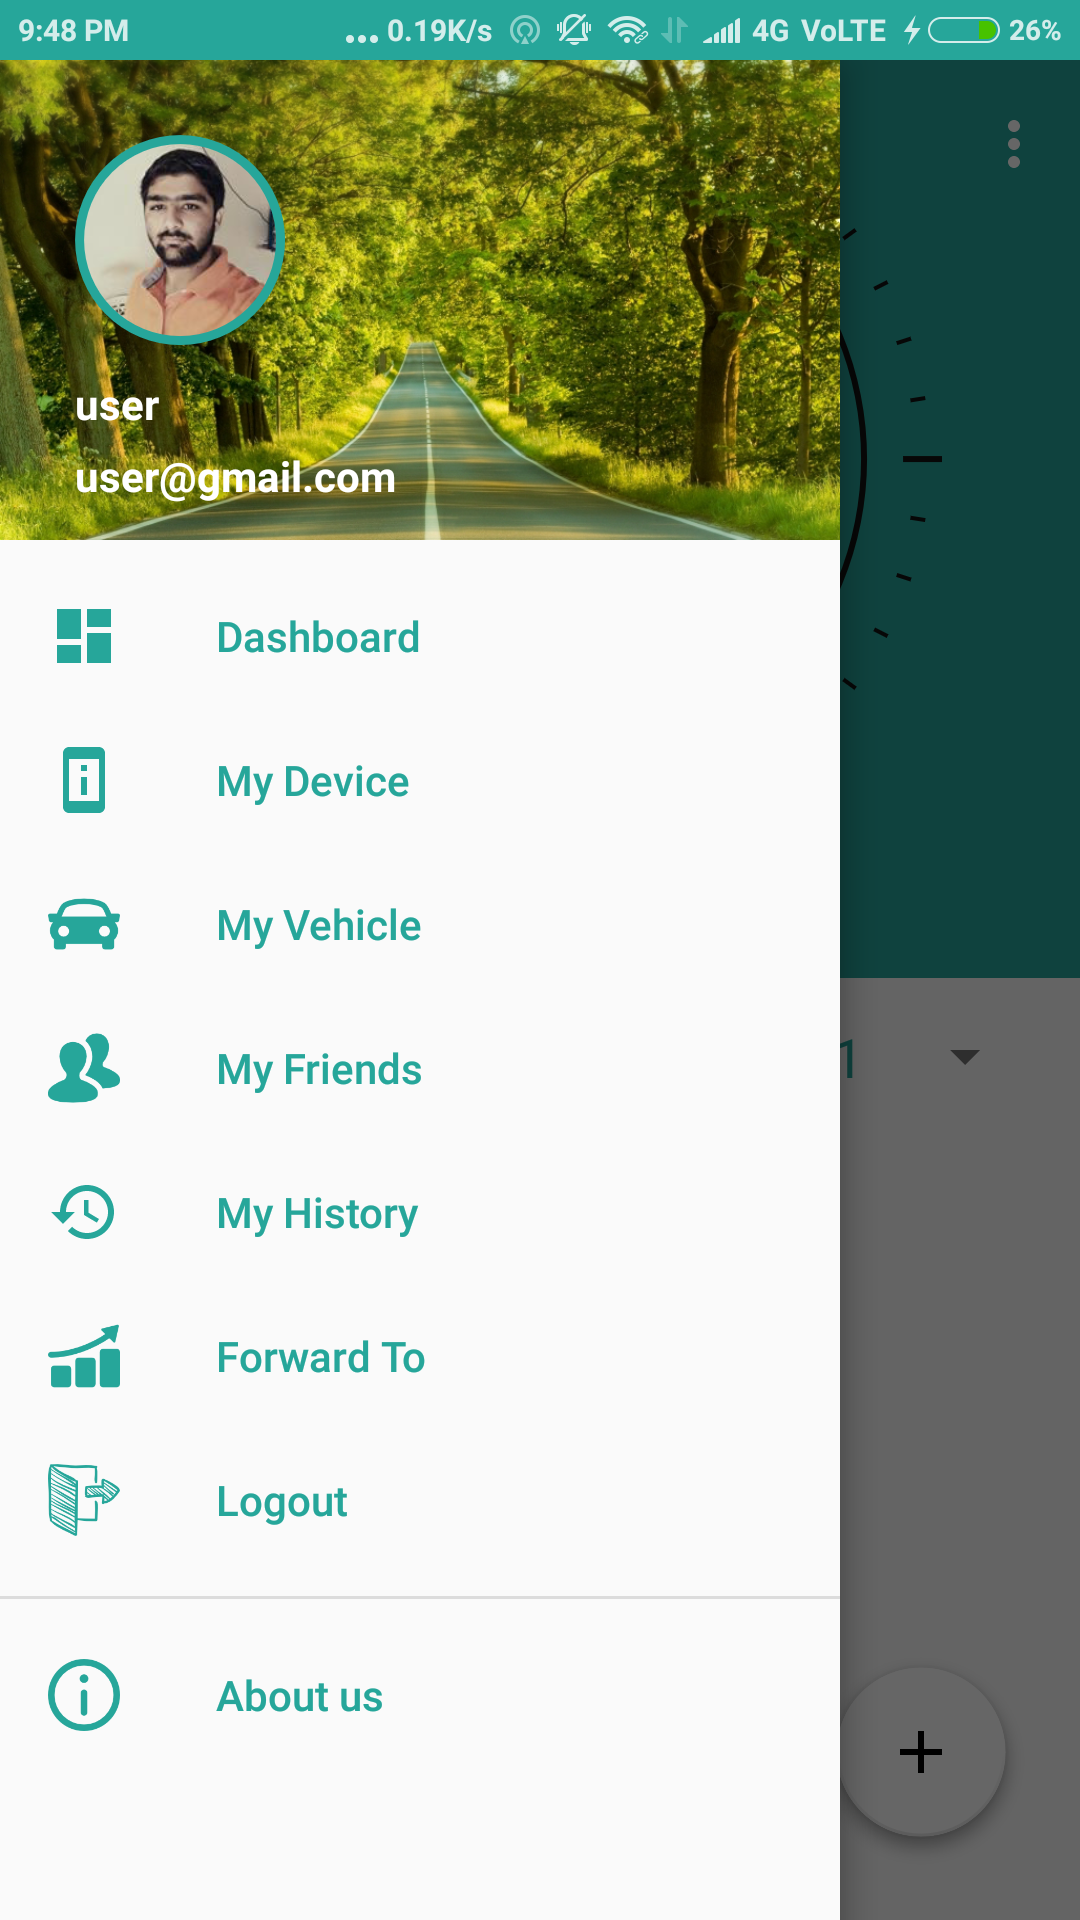 9:48 PM ... 0.19K/s 4G VoLTE 26%
user
user@gmail.com
Dashboard
My Device
My Vehicle
1
My Friends
My History
Forward To
Logout
About us